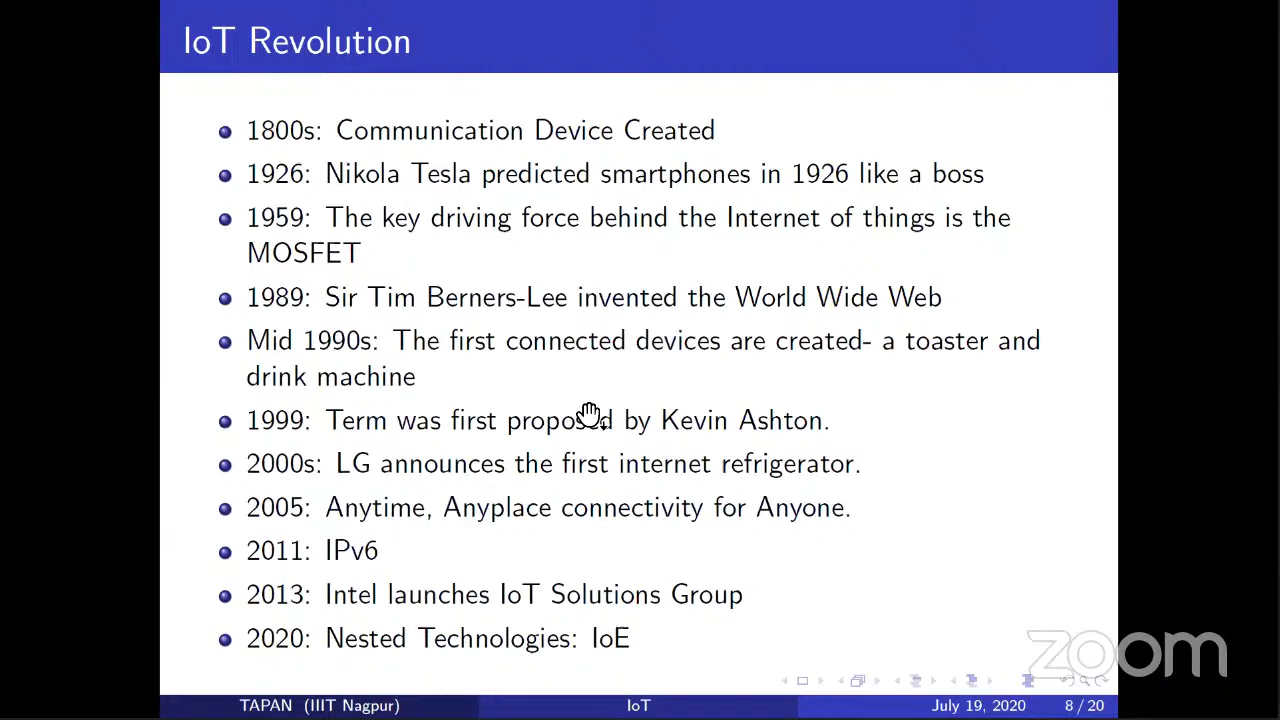 IoT Revolution
1800s: Communication Device Created
1926: Nikola Tesla predicted smartphones in 1926 like a boss
1959: The key driving force behind the Internet of things is the
MOSFET
1989: Sir Tim Berners-Lee invented the World Wide Web
Mid 1990s: The first connected devices are created- a toaster and
drink machine
1999: Term was first proposed by Kevin Ashton.
2000s: LG announces the first internet refrigerator.
2005: Anytime, Anyplace connectivity for Anyone.
2011: IPv6
2013: Intel launches IoT Solutions Group
2020: Nested Technologies: IoE
zoom
TAPAN (IIIT Nagpur) IoT July 19, 2020 8 / 20